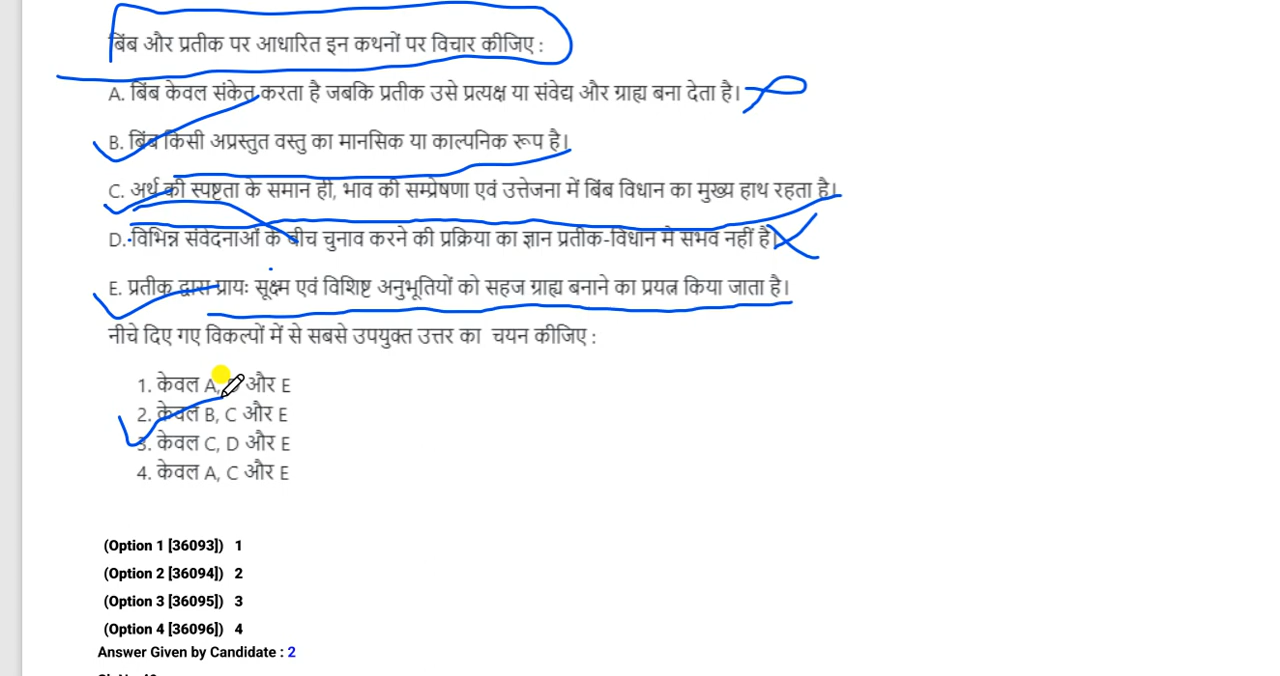 बिंब और प्रतीक पर आधारित इन कथनों पर विचार कीजिए :
A. बिंब केवल संकेत करता है जबकि प्रतीक उसे प्रत्यक्ष या संवेद्य और ग्राह्य बना देता है।
B. बिंब किसी अप्रस्तुत वस्तु का मानसिक या काल्पनिक रूप है।
C. अर्थ की स्पष्टता के समान ही, भाव की सम्प्रेषणा एवं उत्तेजना में बिंब विधान का मुख्य हाथ रहता है।
D. विभिन्न संवेदनाओं के बीच चुनाव करने की प्रक्रिया का ज्ञान प्रतीक-विधान में संभव नहीं है
E. प्रतीक द्वारा प्रायः सूक्ष्म एवं विशिष्ट अनुभूतियों को सहज ग्राह्य बनाने का प्रयत्न किया जाता है।
नीचे दिए गए विकल्पों में से सबसे उपयुक्त उत्तर का चयन कीजिए :
1. केवल A, और E
2. केवल B, C और E
3. केवल C, D और E
4. केवल A, C और E
(Option 1 [36093]) 1
(Option 2 [36094]) 2
(Option 3 [36095]) 3
(Option 4 [36096]) 4
Answer Given by Candidate : 2